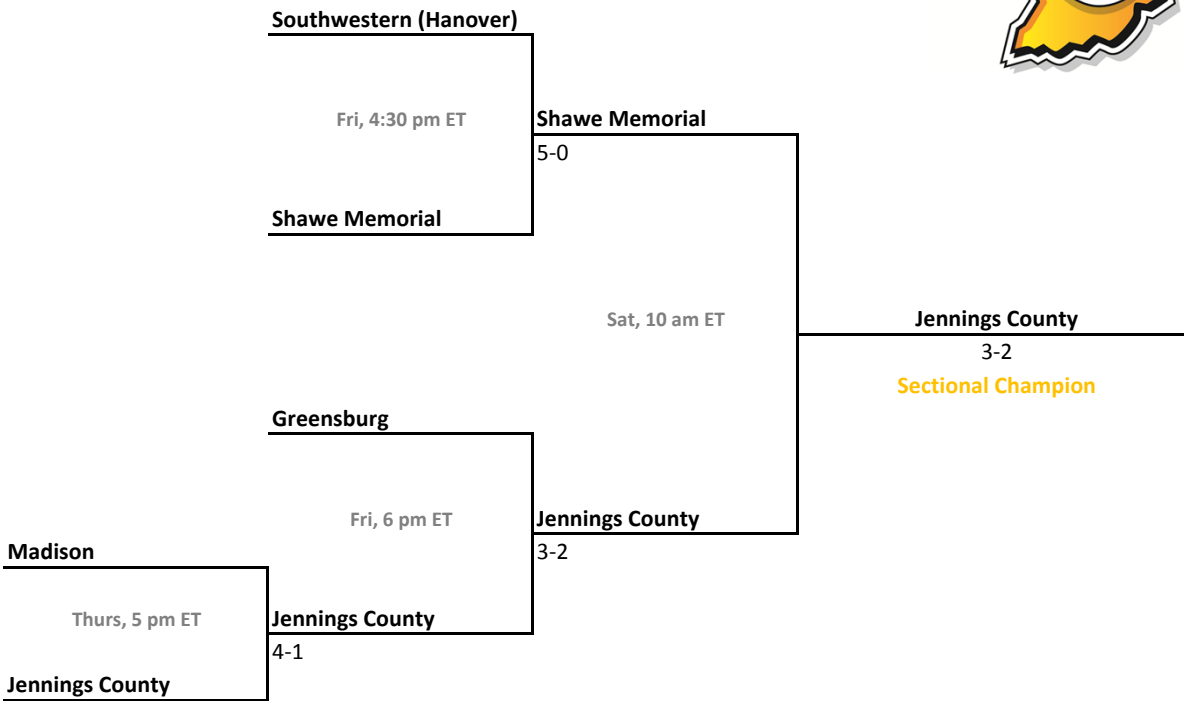 Southwestern (Hanover)
Fri, 4:30 pm ET
Shawe Memorial
5-0
Shawe Memorial
Sat, 10 am ET
Jennings County
3-2
Sectional Champion
Greensburg
Fri, 6 pm ET
Jennings County
3-2
Madison
Thurs, 5 pm ET
Jennings County
4-1
Jennings County